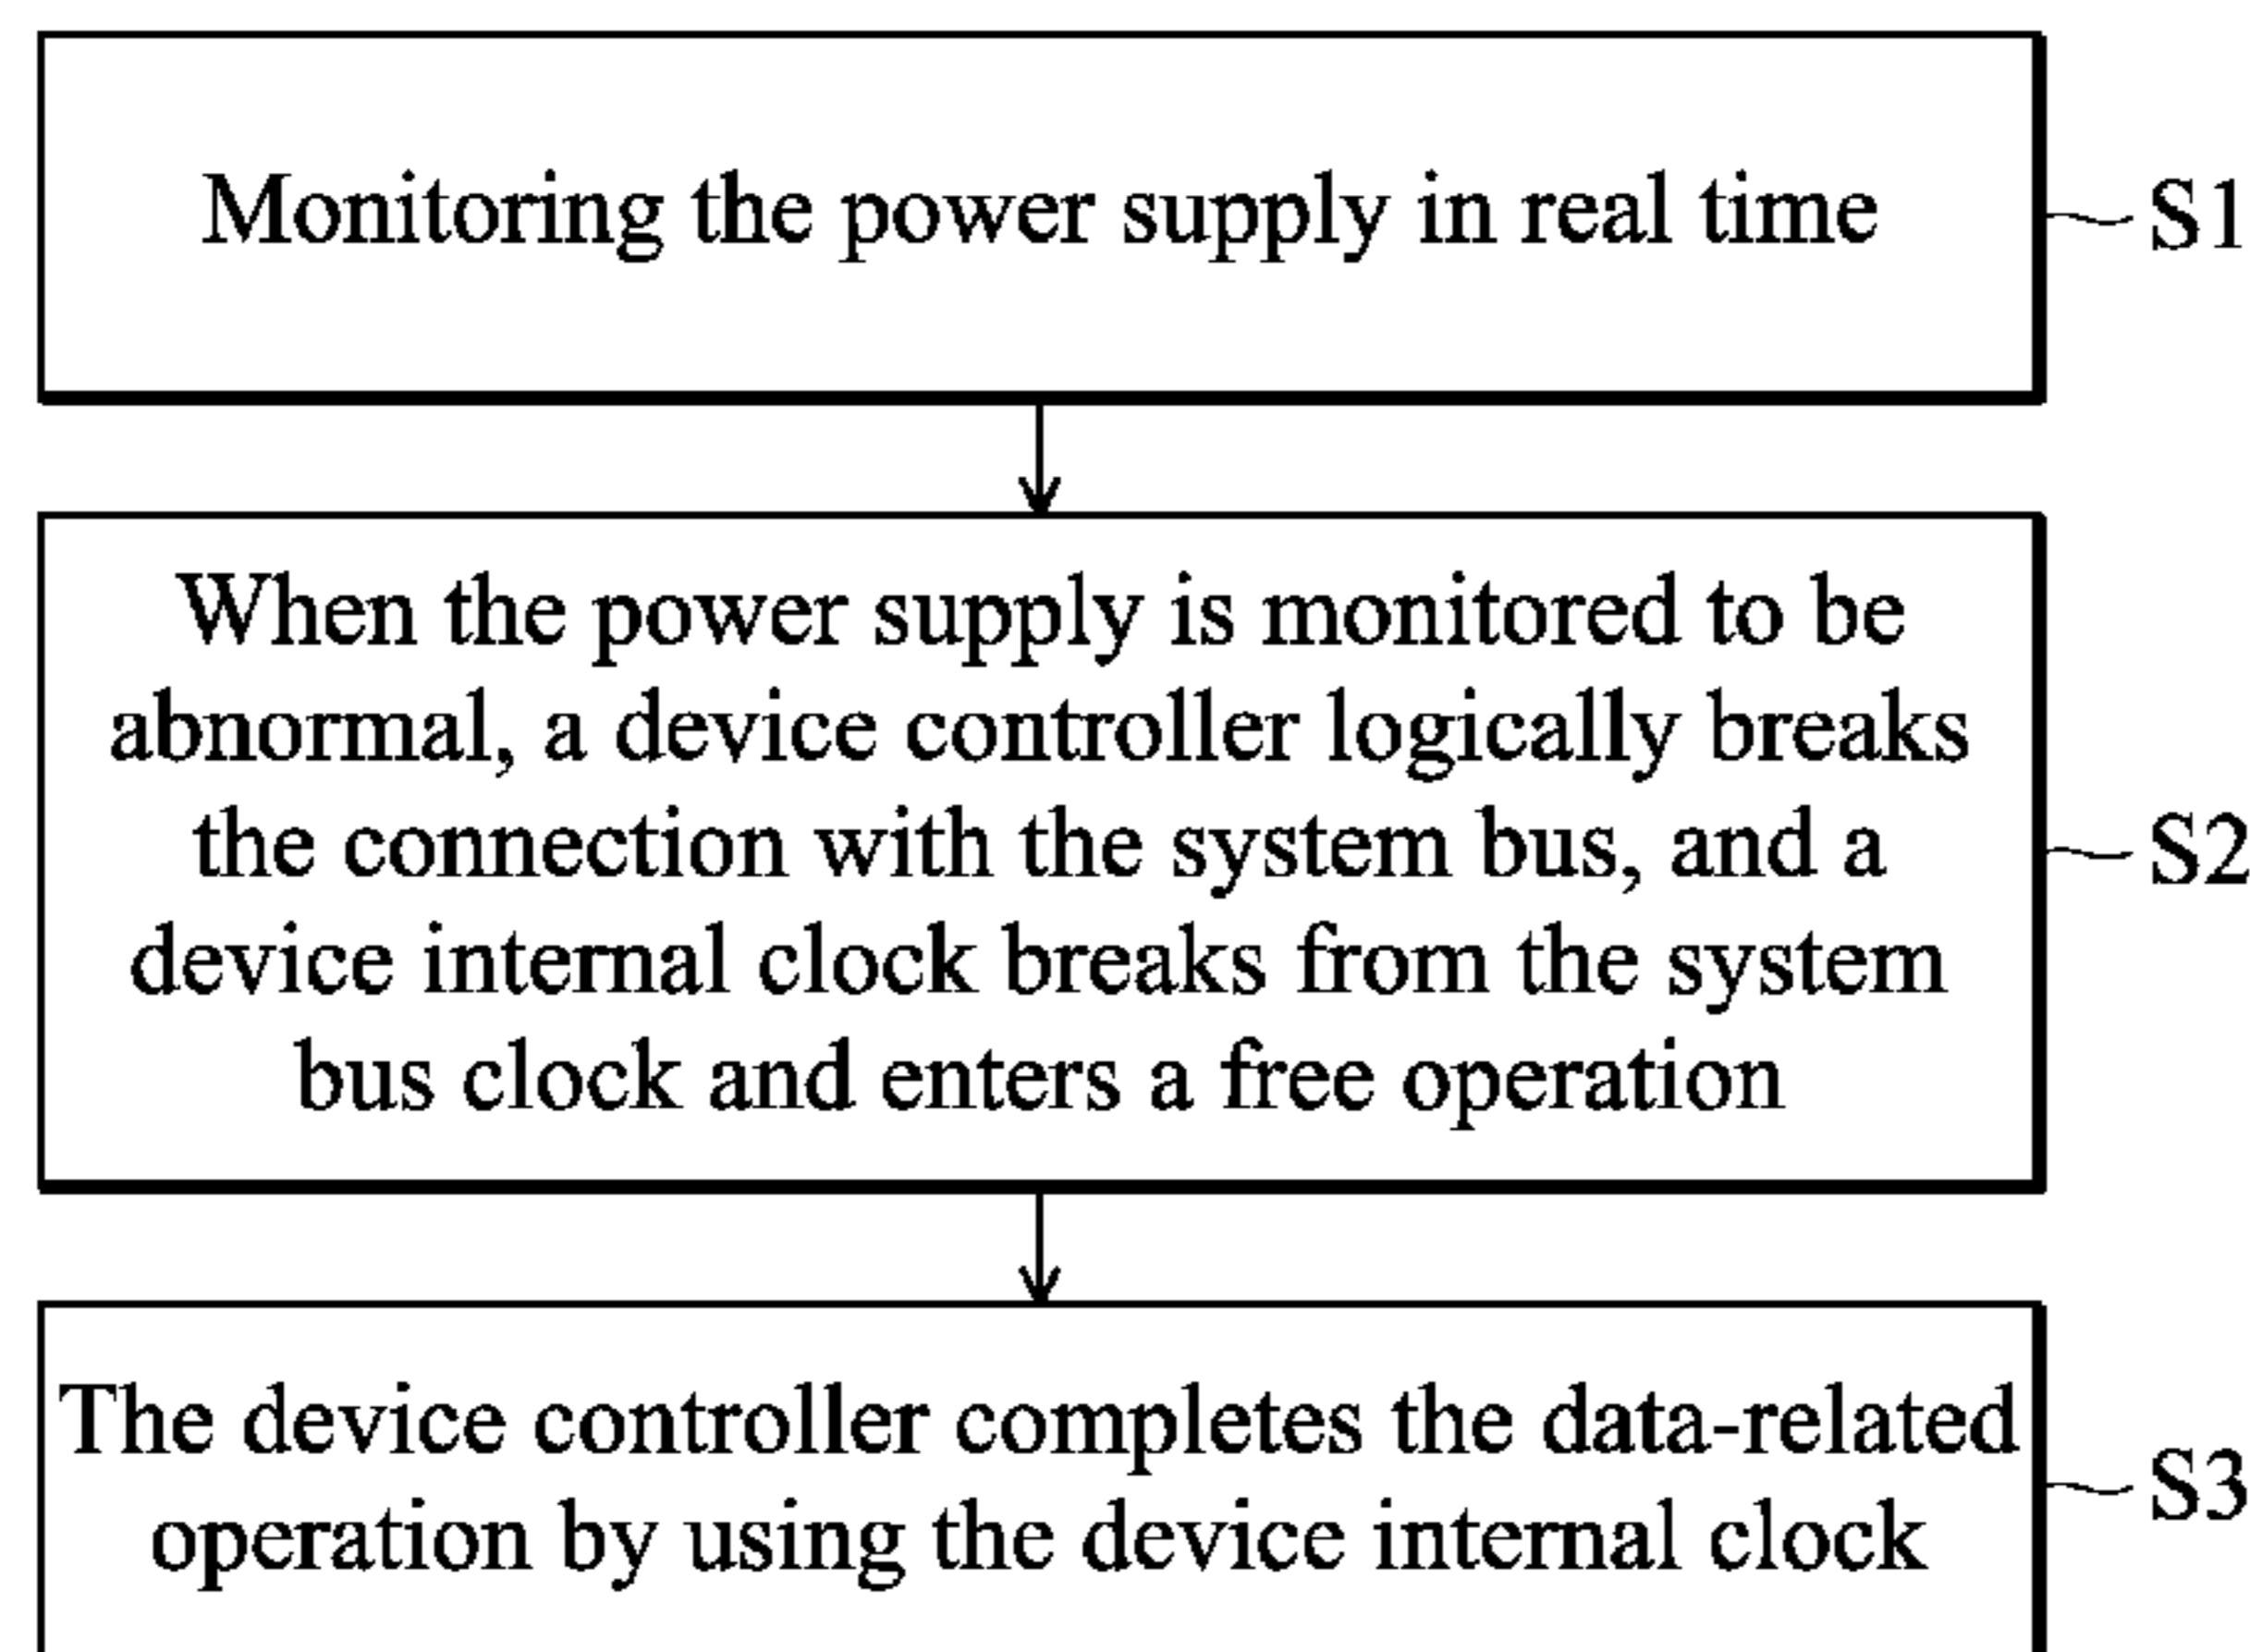 Monitoring the power supply in real time
S1
When the power supply is monitored to be
abnormal, a device controller logically breaks
the connection with the system bus, and a
device internal clock breaks from the system
bus clock and enters a free operation
S2
The device controller completes the data-related
operation by using the device internal clock
S3